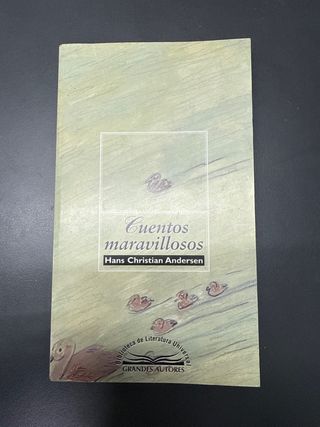 Cuentos
maravillosos
Hans Christian Andersen
Biblioteca de Literatura Universal
GRANDES AUTORES